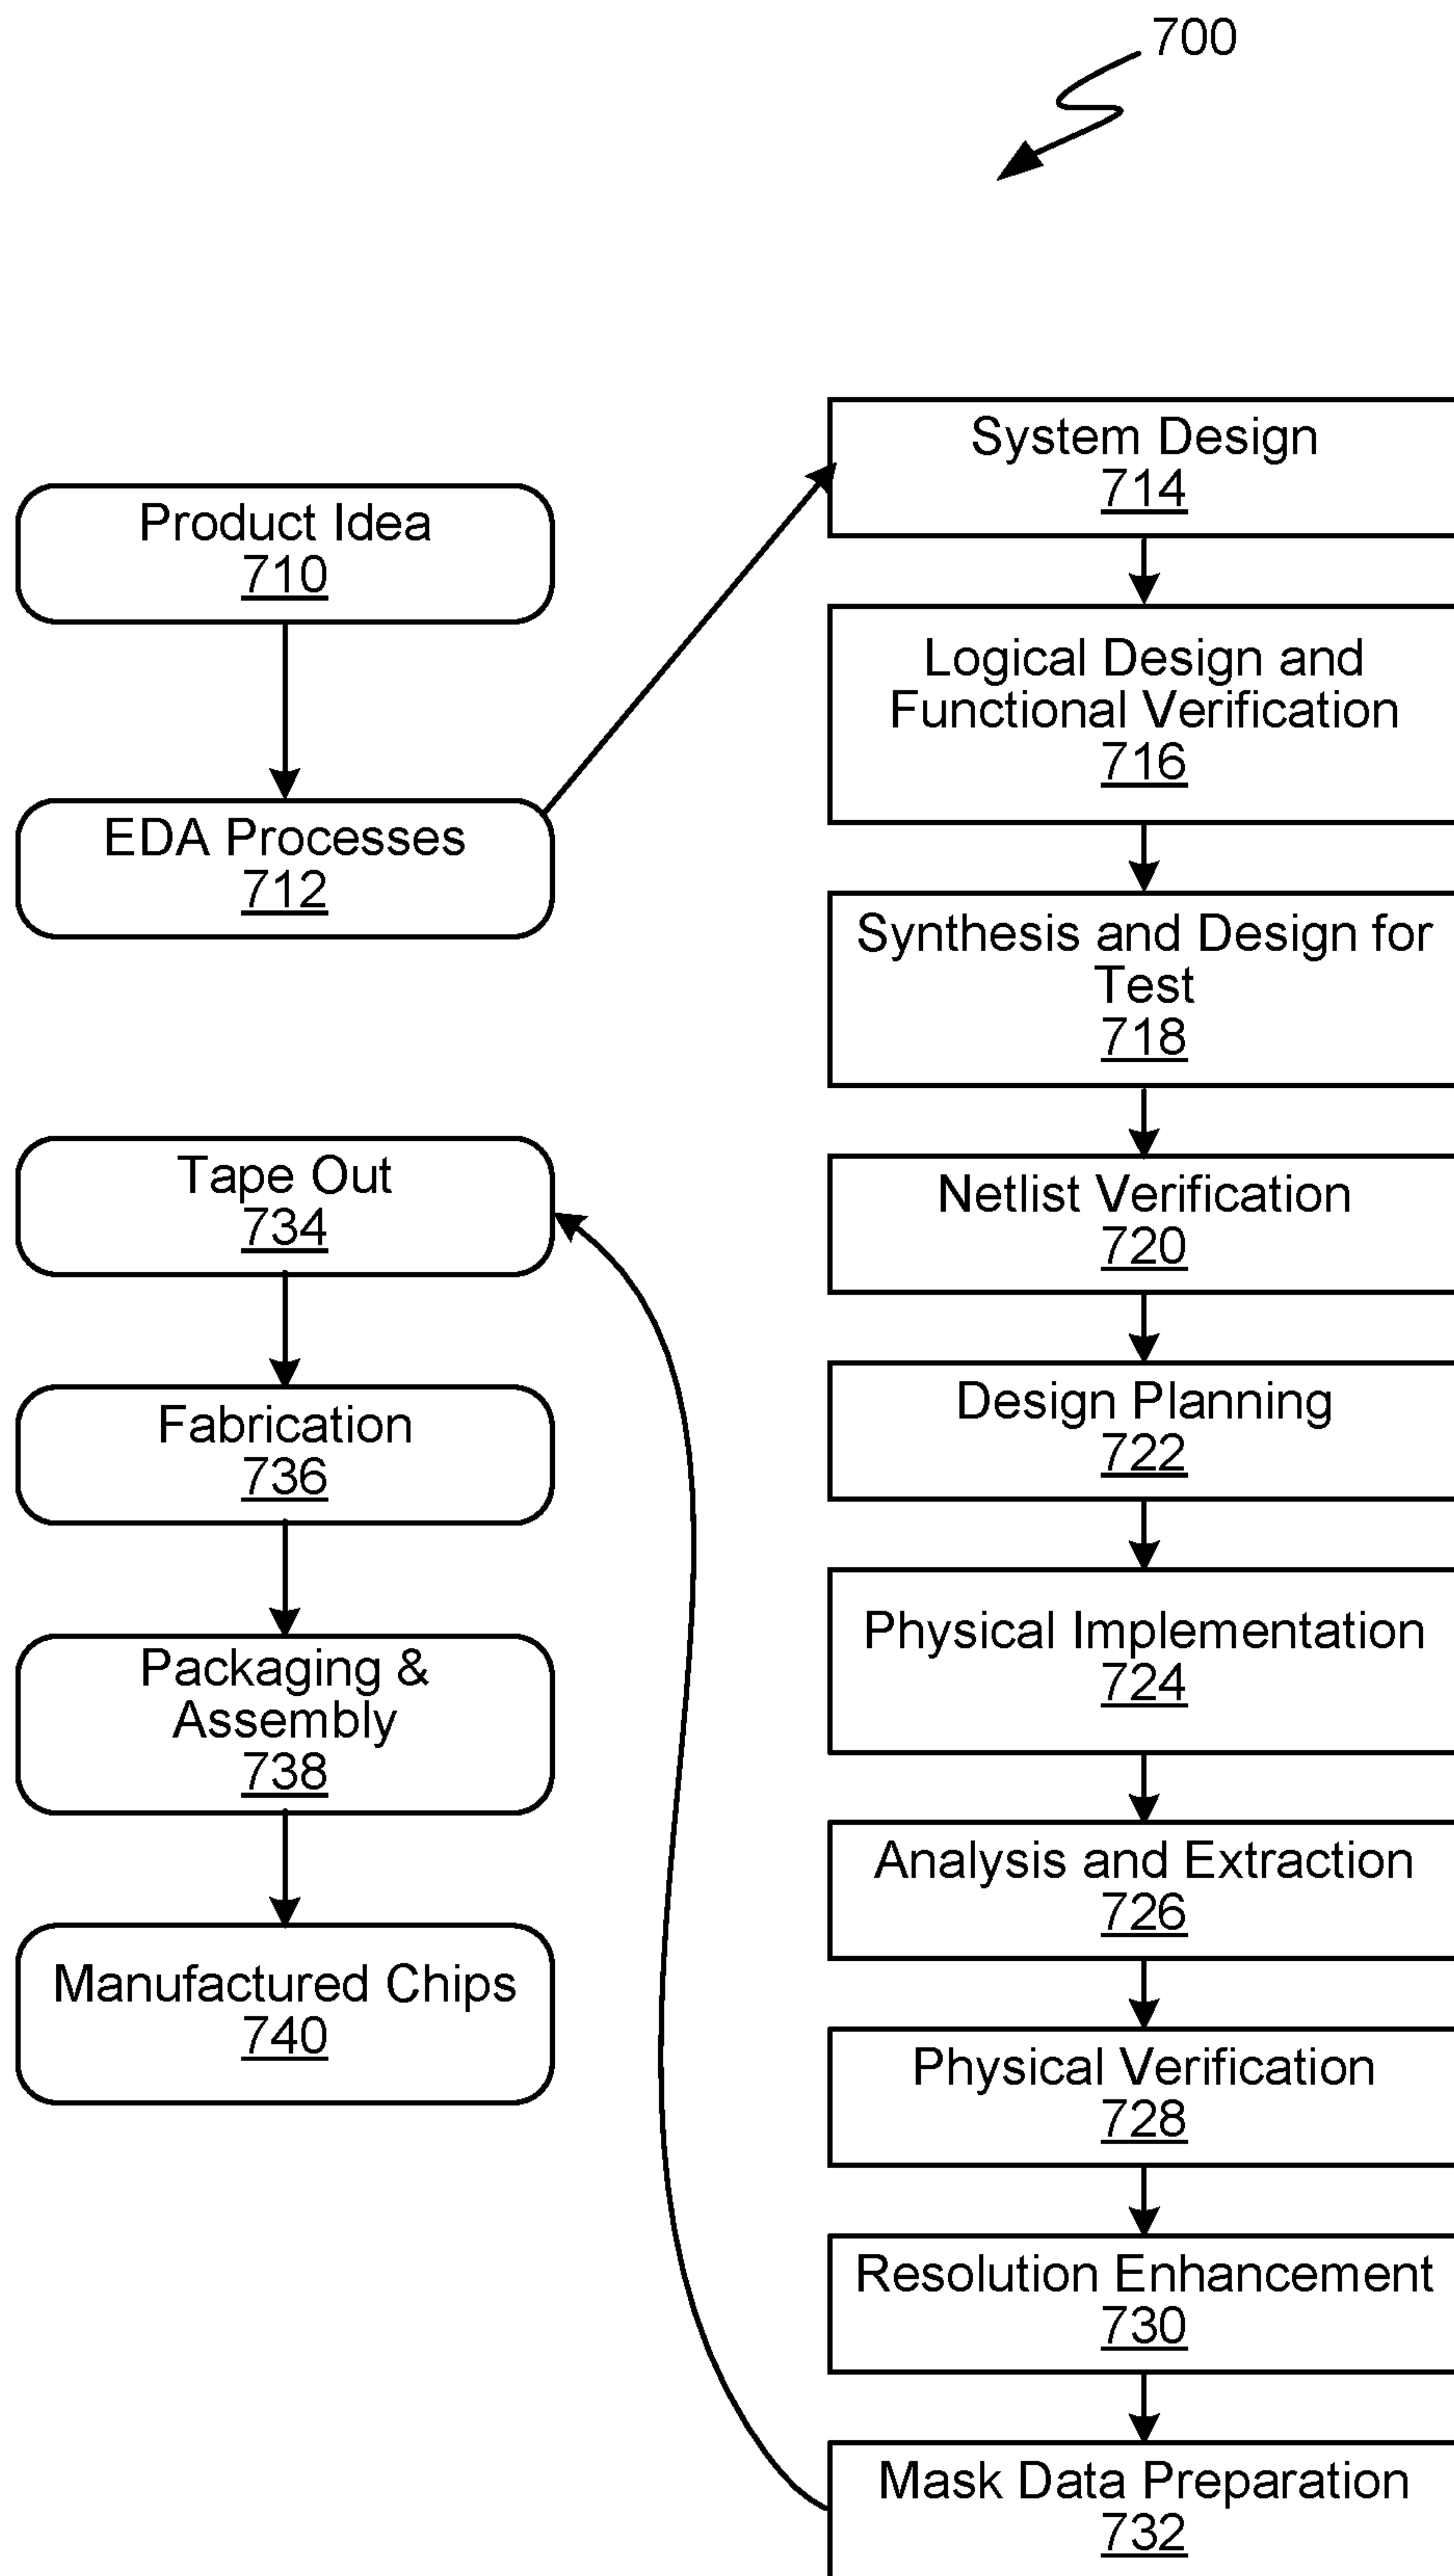 700
Product Idea
710
EDA Processes
712
System Design
714
Logical Design and
Functional Verification
716
Synthesis and Design for
Test
718
Netlist Verification
720
Design Planning
722
Physical Implementation
724
Analysis and Extraction
726
Physical Verification
728
Resolution Enhancement
730
Mask Data Preparation
732
Tape Out
734
Fabrication
736
Packaging &
Assembly
738
Manufactured Chips
740